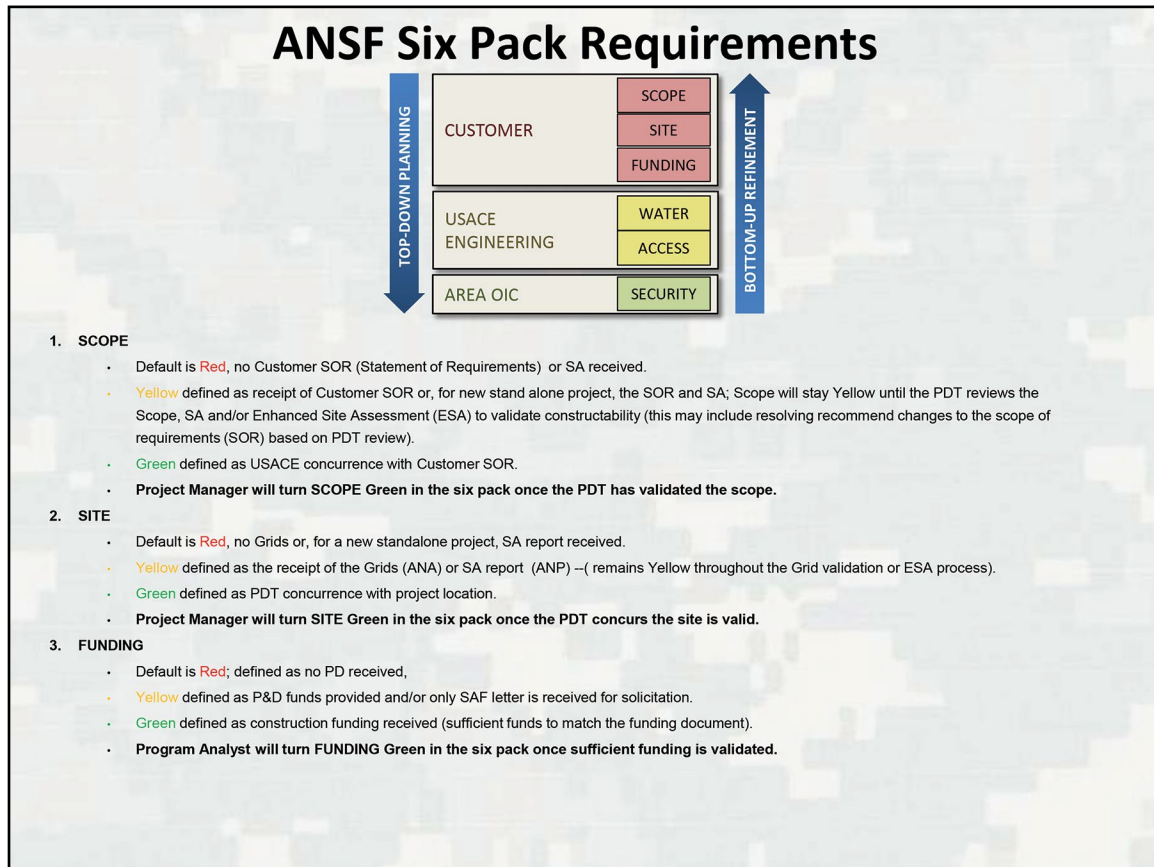 ANSF Six Pack Requirements
TOP-DOWN PLANNING
CUSTOMER
SCOPE
SITE
FUNDING
USACE
ENGINEERING
WATER
ACCESS
AREA OIC
SECURITY
BOTTOM-UP REFINEMENT
1. SCOPE
• Default is Red, no Customer SOR (Statement of Requirements) or SA received.
• Yellow defined as receipt of Customer SOR or, for new stand alone project, the SOR and SA; Scope will stay Yellow until the PDT reviews the
Scope, SA and/or Enhanced Site Assessment (ESA) to validate constructability (this may include resolving recommend changes to the scope of
requirements (SOR) based on PDT review).
• Green defined as USACE concurrence with Customer SOR.
• Project Manager will turn SCOPE Green in the six pack once the PDT has validated the scope.
2. SITE
• Default is Red, no Grids or, for a new standalone project, SA report received.
• Yellow defined as the receipt of the Grids (ANA) or SA report (ANP) --( remains Yellow throughout the Grid validation or ESA process).
• Green defined as PDT concurrence with project location.
• Project Manager will turn SITE Green in the six pack once the PDT concurs the site is valid.
3. FUNDING
• Default is Red; defined as no PD received,
• Yellow defined as P&D funds provided and/or only SAF letter is received for solicitation.
• Green defined as construction funding received (sufficient funds to match the funding document).
• Program Analyst will turn FUNDING Green in the six pack once sufficient funding is validated.